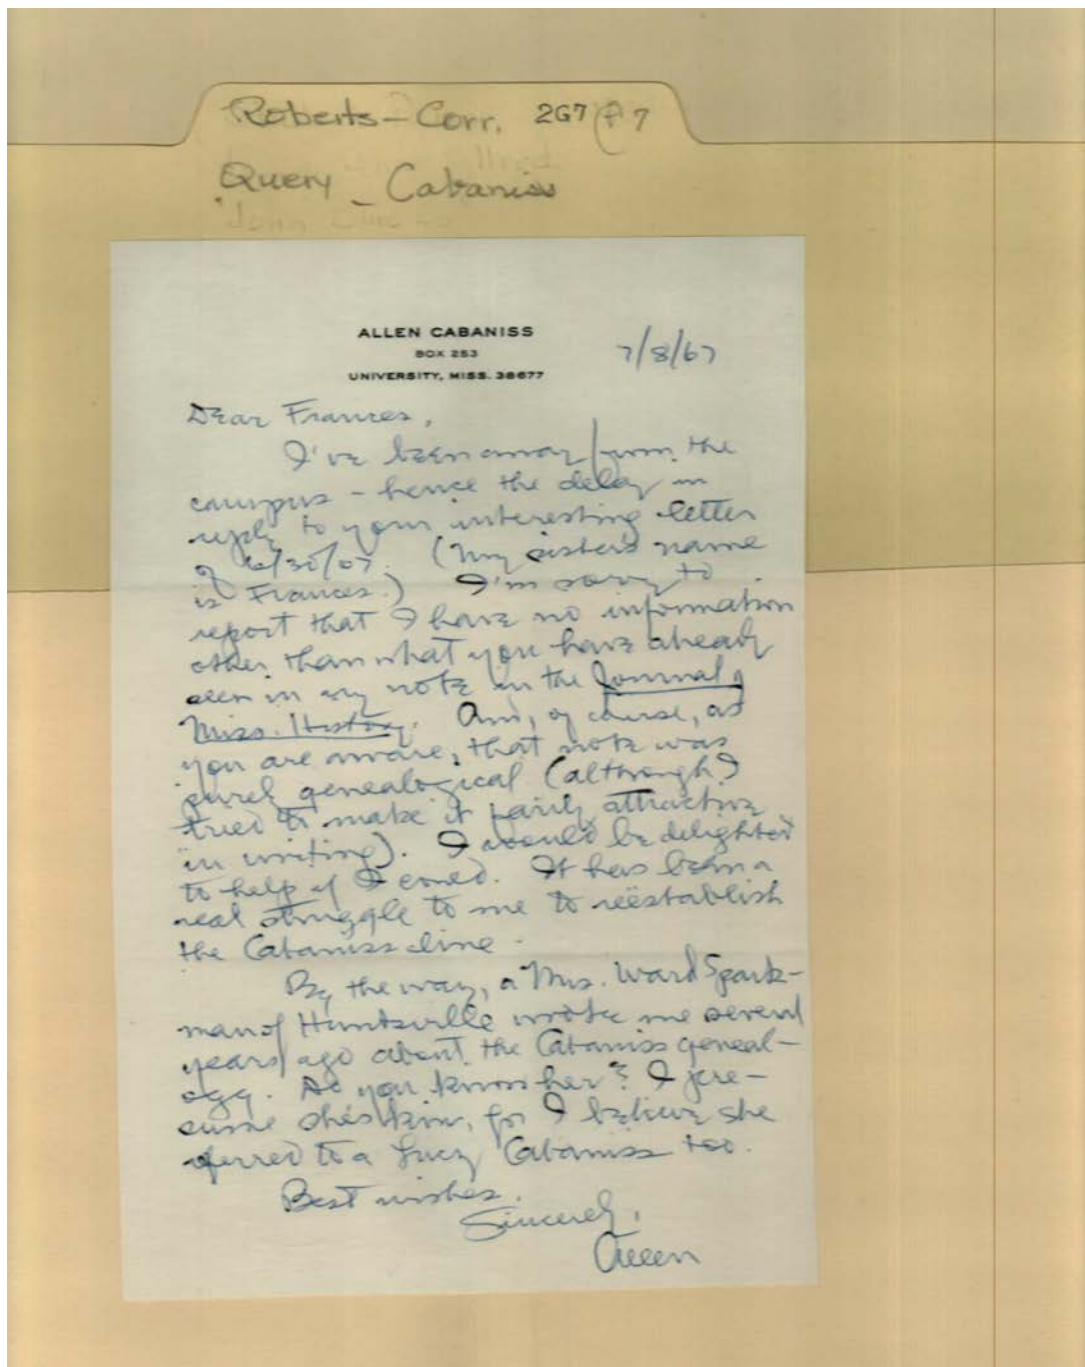 Roberts - Corr. 2G7 (f 7
Query - Cabaniss
ALLEN CABANISS
BOX 253
UNIVERSITY, MISS. 38677
7/8/67
Dear Frances,
I've been away from the
campus - hence the delay in
reply to your interesting letter
of 6/30/67. (My sister's name
is Frances.) I'm sorry to
report that I have no information
other than what you have already
seen in my note in the Journal of
Miss. History. And, of course, as
you are aware, that note was
purely genealogical (although I
tried to make it fairly attractive
in writing). I would be delighted
to help if I could. It has been a
real struggle to me to reëstablish
the Cabaniss line.
By the way, a Mrs. Ward Spark-
man of Huntsville wrote me several
years ago about the Cabaniss geneal-
ogy. Do you know her? I pre-
sume she's kin, for I believe she
referred to a Lucy Cabaniss too.
Best wishes.
Sincerely,
Allen